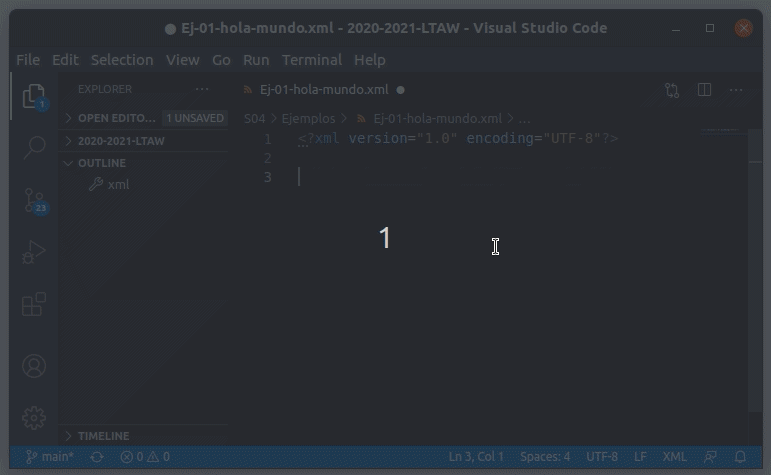 ● Ej-01-hola-mundo.xml - 2020-2021-LTAW - Visual Studio Code
File Edit Selection View Go Run Terminal Help
EXPLORER ...
Ej-01-hola-mundo.xml ●
OPEN EDITO... 1 UNSAVED
2020-2021-LTAW
OUTLINE
xml
TIMELINE
1
23
S04 > Ejemplos > Ej-01-hola-mundo.xml > ...
1 <?xml version="1.0" encoding="UTF-8"?>
2
3
1
main* 0 0 Ln 3, Col 1 Spaces: 4 UTF-8 LF XML